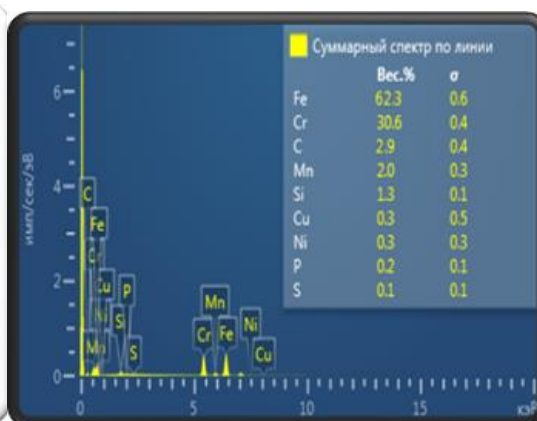 Суммарный спектр по линии
Вес.% σ
Fe 62.3 0.6
Cr 30.6 0.4
C 2.9 0.4
Mn 2.0 0.3
Si 1.3 0.1
Cu 0.3 0.5
Ni 0.3 0.3
P 0.2 0.1
S 0.1 0.1
имп/сек/эВ
6
4
2
0
C
Fe
Cu
P
Si
S
Mn
Cr
Fe
Ni
Cu
0 5 10 15 кэВ